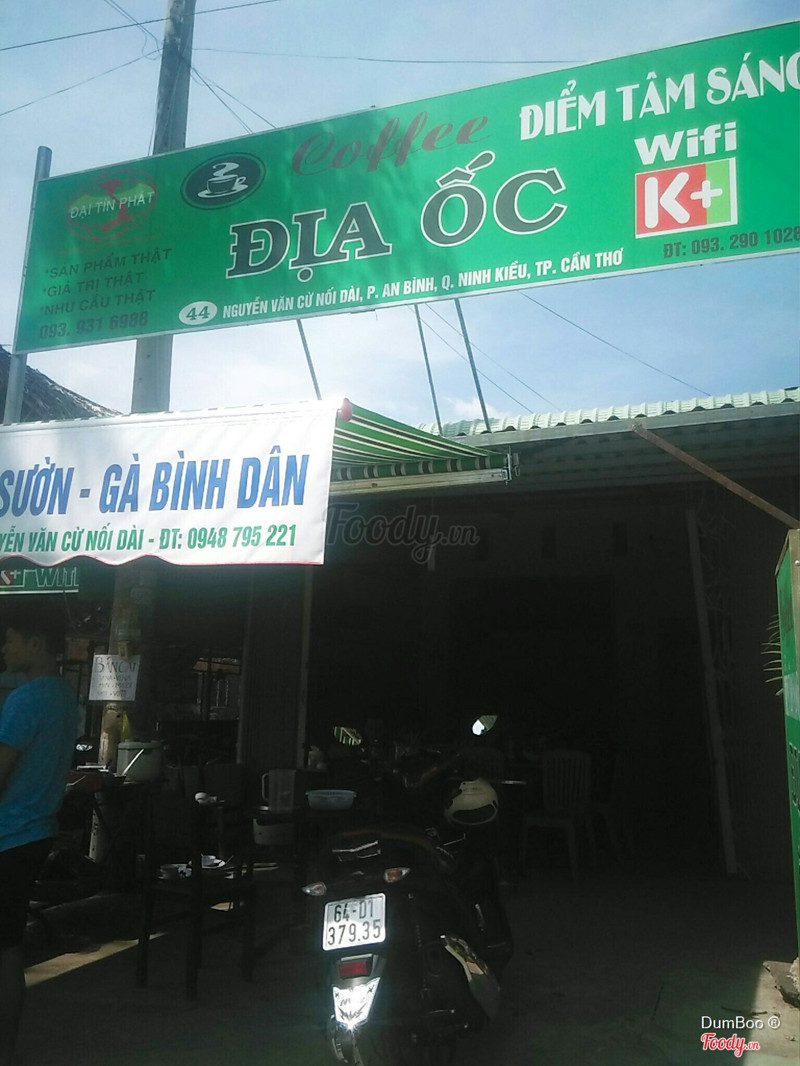 Coffee
ĐIỂM TÂM SÁNG
Wifi
K+
ĐẠI TÍN PHÁT
ĐỊA ỐC
*SẢN PHẨM THẬT
*GIÁ TRỊ THẬT
*NHU CẦU THẬT
093. 931 6988
44 NGUYỄN VĂN CỪ NỐI DÀI, P. AN BÌNH, Q. NINH KIỀU, TP. CẦN THƠ
ĐT: 093. 290 1028
SƯỜN - GÀ BÌNH DÂN
YỄN VĂN CỪ NỐI DÀI - ĐT: 0948 795 221
Foody.vn
K+ WIFI
64-D1
379.35
DumBoo ®
Foody.vn